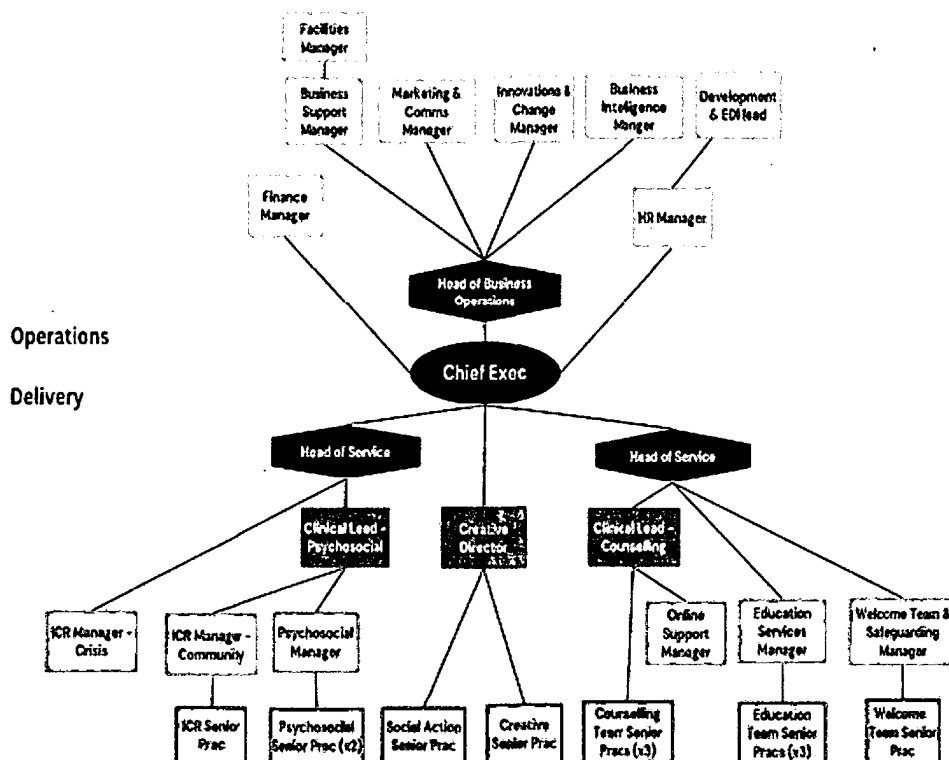 Facilities
Manager
Business
Support
Manager
Marketing &
Comms
Manager
Innovations &
Change
Manager
Business
Intelligence
Manger
Development
& EDI lead
Finance
Manager
HR Manager
Head of Business
Operations
Operations
Chief Exec
Delivery
Head of Service
Head of Service
Clinical Lead -
Psychosocial
Creative
Director
Clinical Lead -
Counselling
ICR Manager -
Crisis
ICR Manager -
Community
Psychosocial
Manager
Online
Support
Manager
Education
Services
Manager
Welcome Team &
Safeguarding
Manager
ICR Senior
Prac
Psychosocial
Senior Prac (x2)
Social Action
Senior Prac
Creative
Senior Prac
Counselling
Team Senior
Pracs (x3)
Education
Team Senior
Pracs (x3)
Welcome
Team Senior
Prac